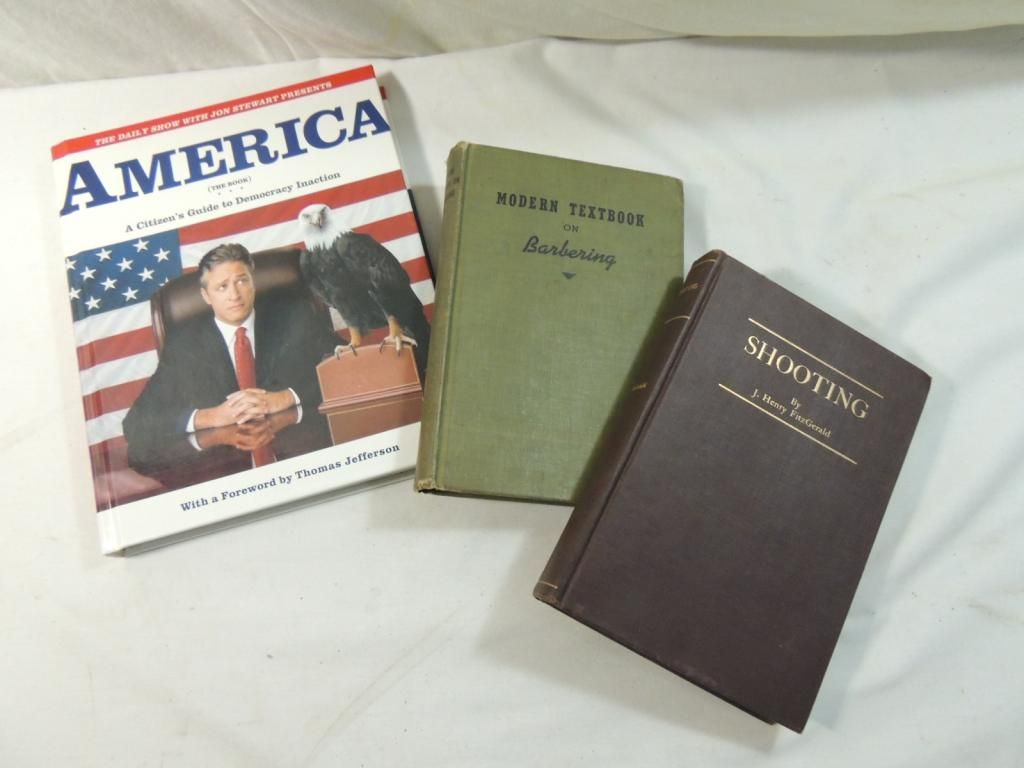 THE DAILY SHOW WITH JON STEWART PRESENTS
AMERICA
(THE BOOK)
A Citizen's Guide to Democracy Inaction
With a Foreword by Thomas Jefferson
MODERN TEXTBOOK
ON
Barbering
SHOOTING
By
J. Henry FitzGerald